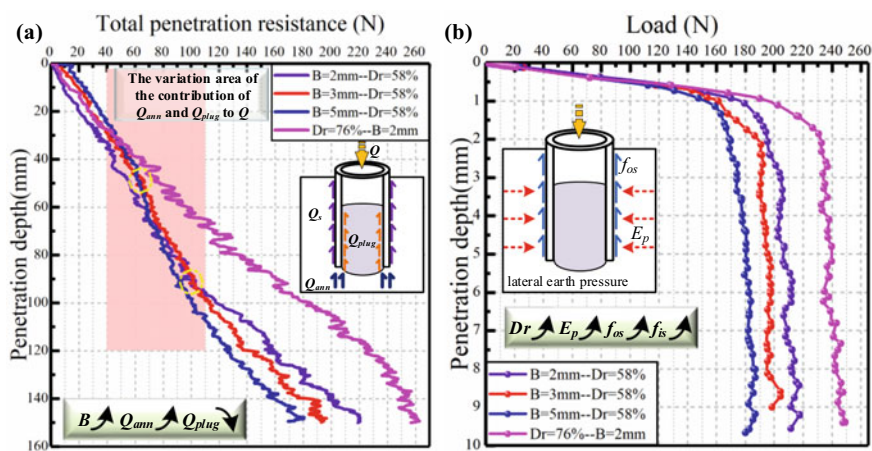 (a)
Total penetration resistance (N)
0 20 40 60 80 100 120 140 160 180 200 220 240 260
Penetration depth(mm)
0
20
40
60
80
100
120
140
160
The variation area of
the contribution of
Qann and Qplug to Q
B=2mm--Dr=58%
B=3mm--Dr=58%
B=5mm--Dr=58%
Dr=76%--B=2mm
Q
Qs
Qplug
Qann
B Qann Qplug
(b)
Load (N)
0 20 40 60 80 100 120 140 160 180 200 220 240 260
Penetration depth(mm)
0
1
2
3
4
5
6
7
8
9
10
fos
Ep
lateral earth pressure
Dr Ep fos fis
B=2mm--Dr=58%
B=3mm--Dr=58%
B=5mm--Dr=58%
Dr=76%--B=2mm